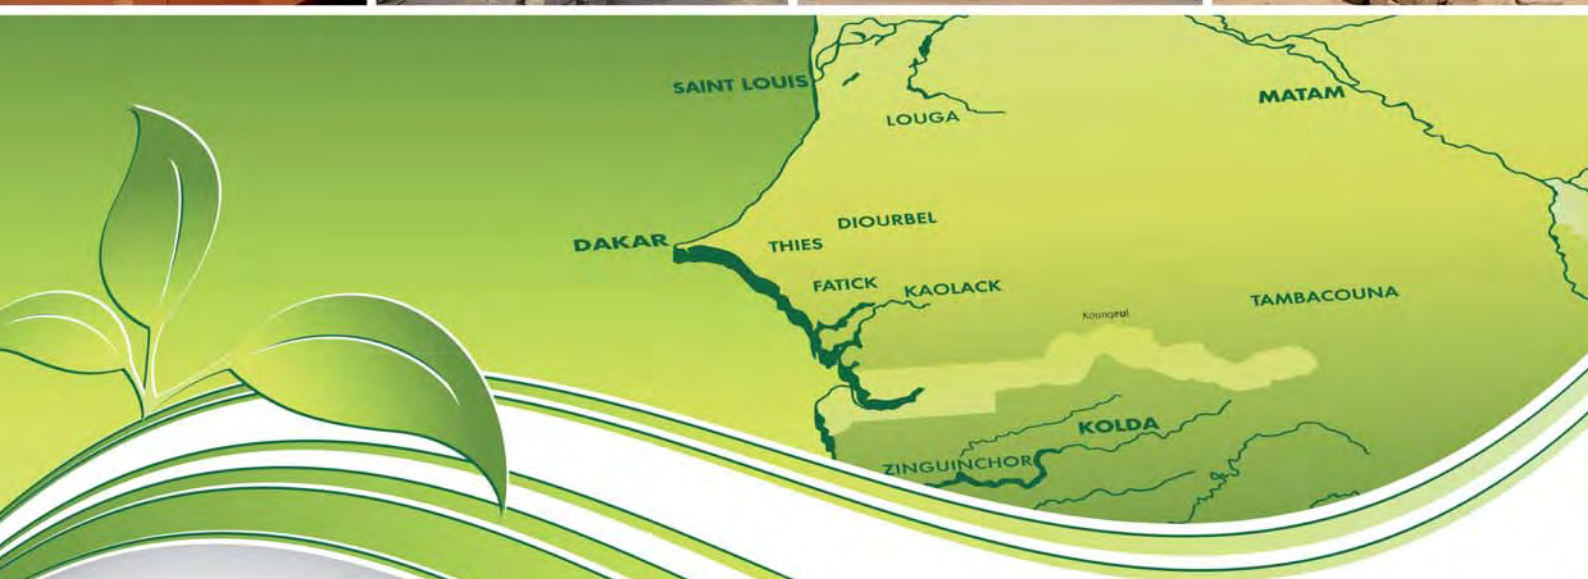 SAINT LOUIS
MATAM
LOUGA
DIOURBEL
DAKAR
THIES
FATICK
KAOLACK
TAMBACOUNA
Koungeul
KOLDA
ZINGUINCHOR